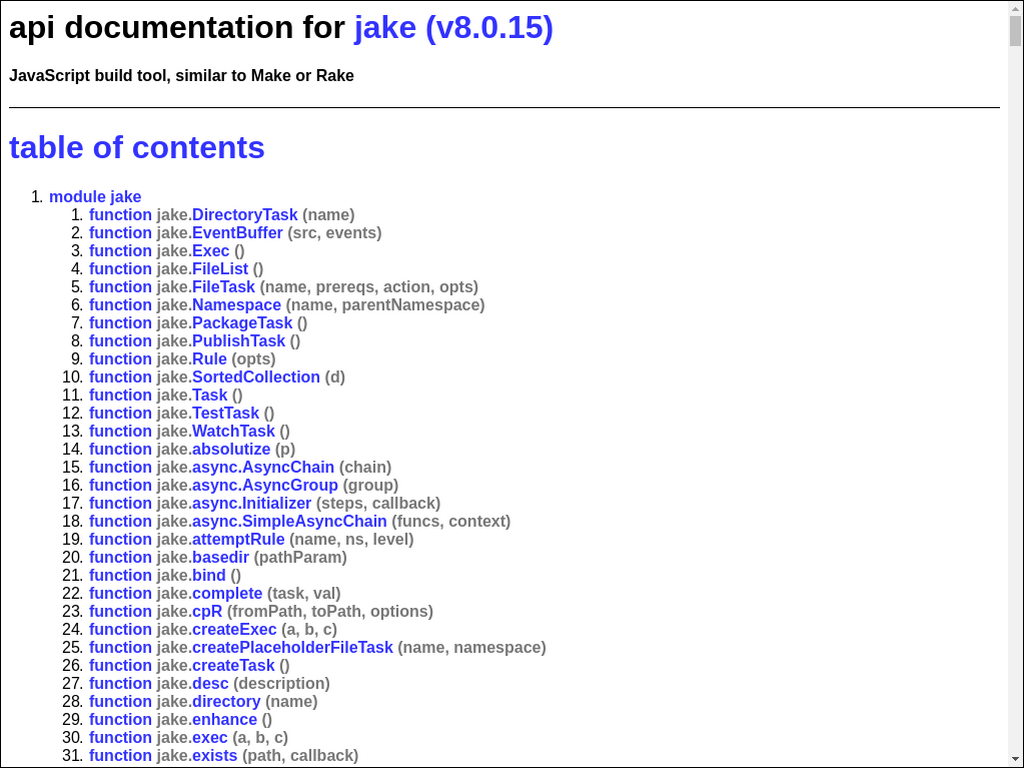 api documentation for jake (v8.0.15)
JavaScript build tool, similar to Make or Rake
table of contents
1. module jake
1. function jake.DirectoryTask (name)
2. function jake.EventBuffer (src, events)
3. function jake.Exec ()
4. function jake.FileList ()
5. function jake.FileTask (name, prereqs, action, opts)
6. function jake.Namespace (name, parentNamespace)
7. function jake.PackageTask ()
8. function jake.PublishTask ()
9. function jake.Rule (opts)
10. function jake.SortedCollection (d)
11. function jake.Task ()
12. function jake.TestTask ()
13. function jake.WatchTask ()
14. function jake.absolutize (p)
15. function jake.async.AsyncChain (chain)
16. function jake.async.AsyncGroup (group)
17. function jake.async.Initializer (steps, callback)
18. function jake.async.SimpleAsyncChain (funcs, context)
19. function jake.attemptRule (name, ns, level)
20. function jake.basedir (pathParam)
21. function jake.bind ()
22. function jake.complete (task, val)
23. function jake.cpR (fromPath, toPath, options)
24. function jake.createExec (a, b, c)
25. function jake.createPlaceholderFileTask (name, namespace)
26. function jake.createTask ()
27. function jake.desc (description)
28. function jake.directory (name)
29. function jake.enhance ()
30. function jake.exec (a, b, c)
31. function jake.exists (path, callback)